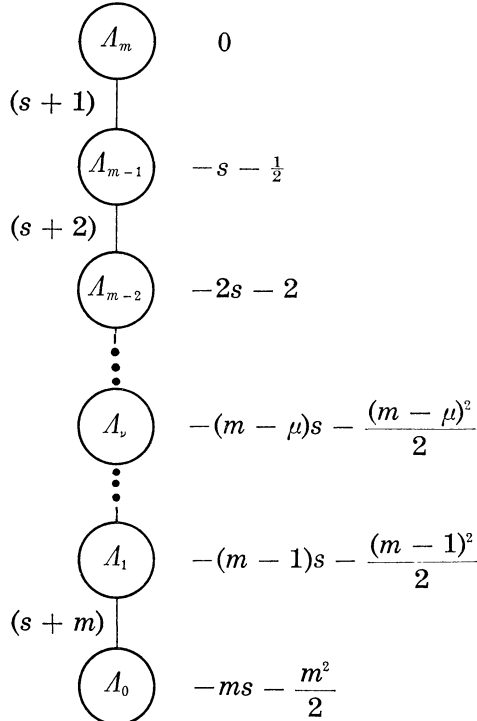 Λₘ 0
(s + 1)
Λₘ₋₁ −s − ½
(s + 2)
Λₘ₋₂ −2s − 2
Λᵥ −(m − μ)s − (m − μ)²/2
Λ₁ −(m − 1)s − (m − 1)²/2
(s + m)
Λ₀ −ms − m²/2